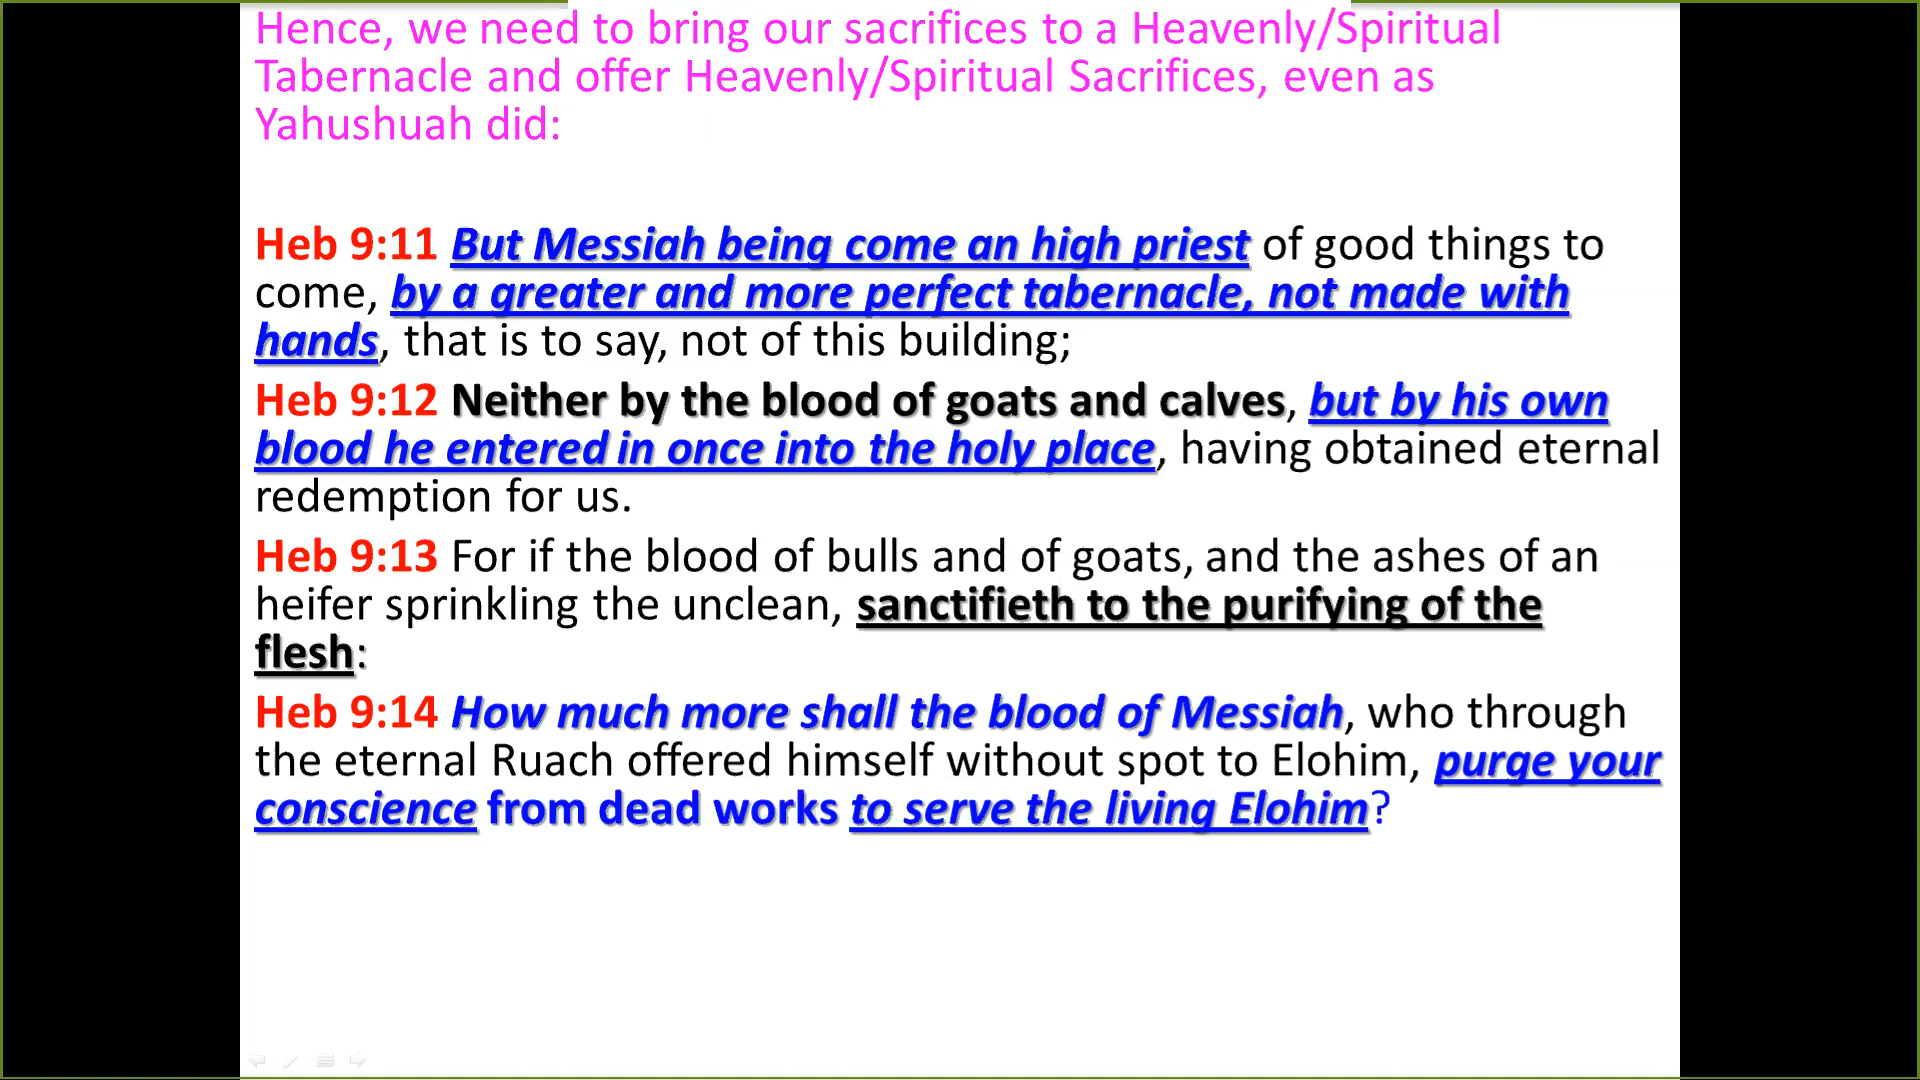 Hence, we need to bring our sacrifices to a Heavenly/Spiritual
Tabernacle and offer Heavenly/Spiritual Sacrifices, even as
Yahushuah did:
Heb 9:11 But Messiah being come an high priest of good things to
come, by a greater and more perfect tabernacle, not made with
hands, that is to say, not of this building;
Heb 9:12 Neither by the blood of goats and calves, but by his own
blood he entered in once into the holy place, having obtained eternal
redemption for us.
Heb 9:13 For if the blood of bulls and of goats, and the ashes of an
heifer sprinkling the unclean, sanctifieth to the purifying of the
flesh:
Heb 9:14 How much more shall the blood of Messiah, who through
the eternal Ruach offered himself without spot to Elohim, purge your
conscience from dead works to serve the living Elohim?